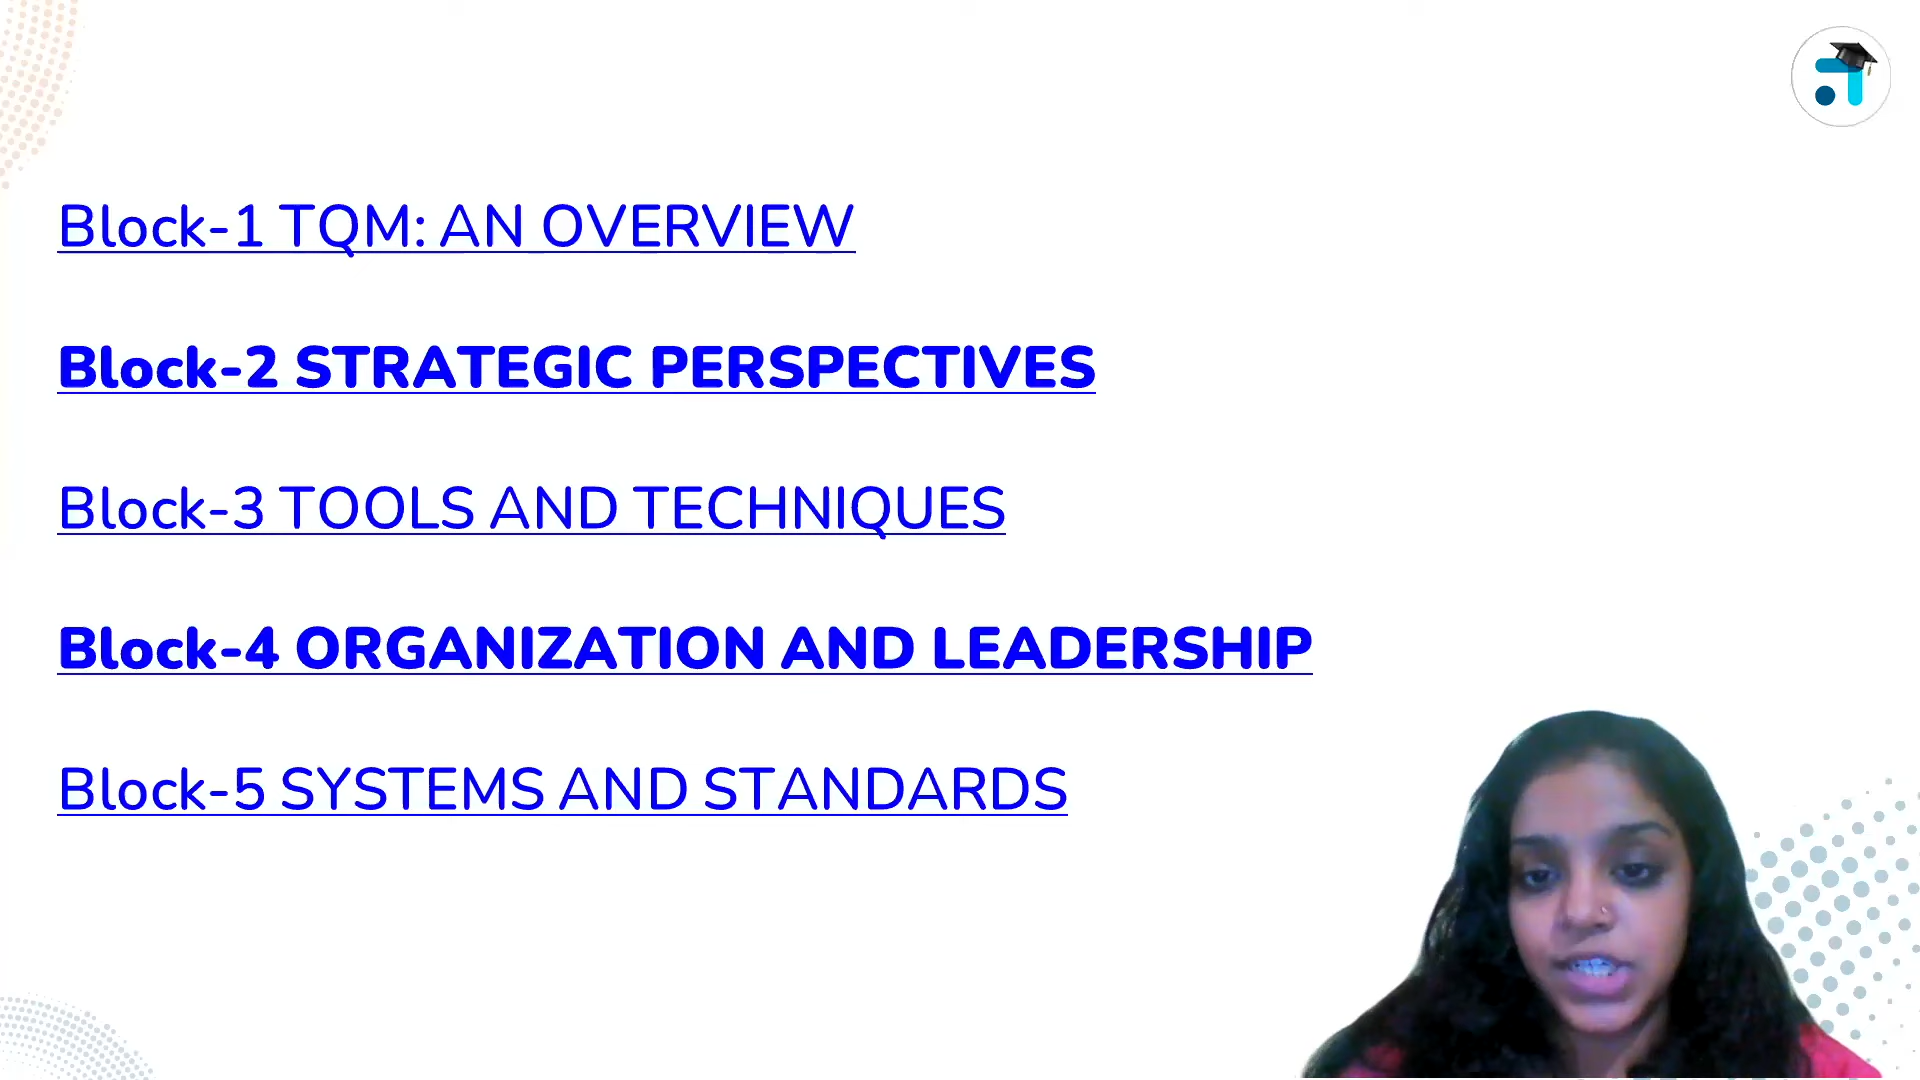 Block-1 TQM: AN OVERVIEW
Block-2 STRATEGIC PERSPECTIVES
Block-3 TOOLS AND TECHNIQUES
Block-4 ORGANIZATION AND LEADERSHIP
Block-5 SYSTEMS AND STANDARDS